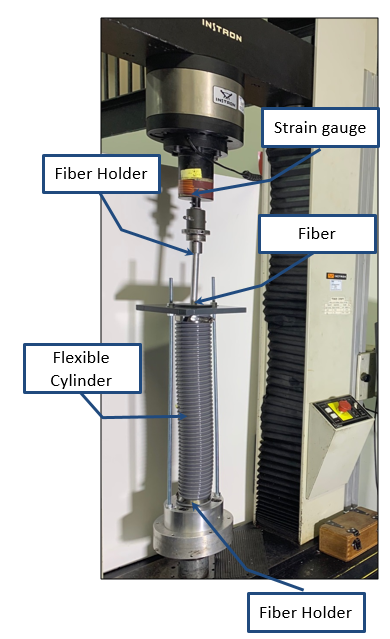 INSTRON
INSTRON
Strain gauge
Fiber Holder
Fiber
Flexible
Cylinder
Fiber Holder